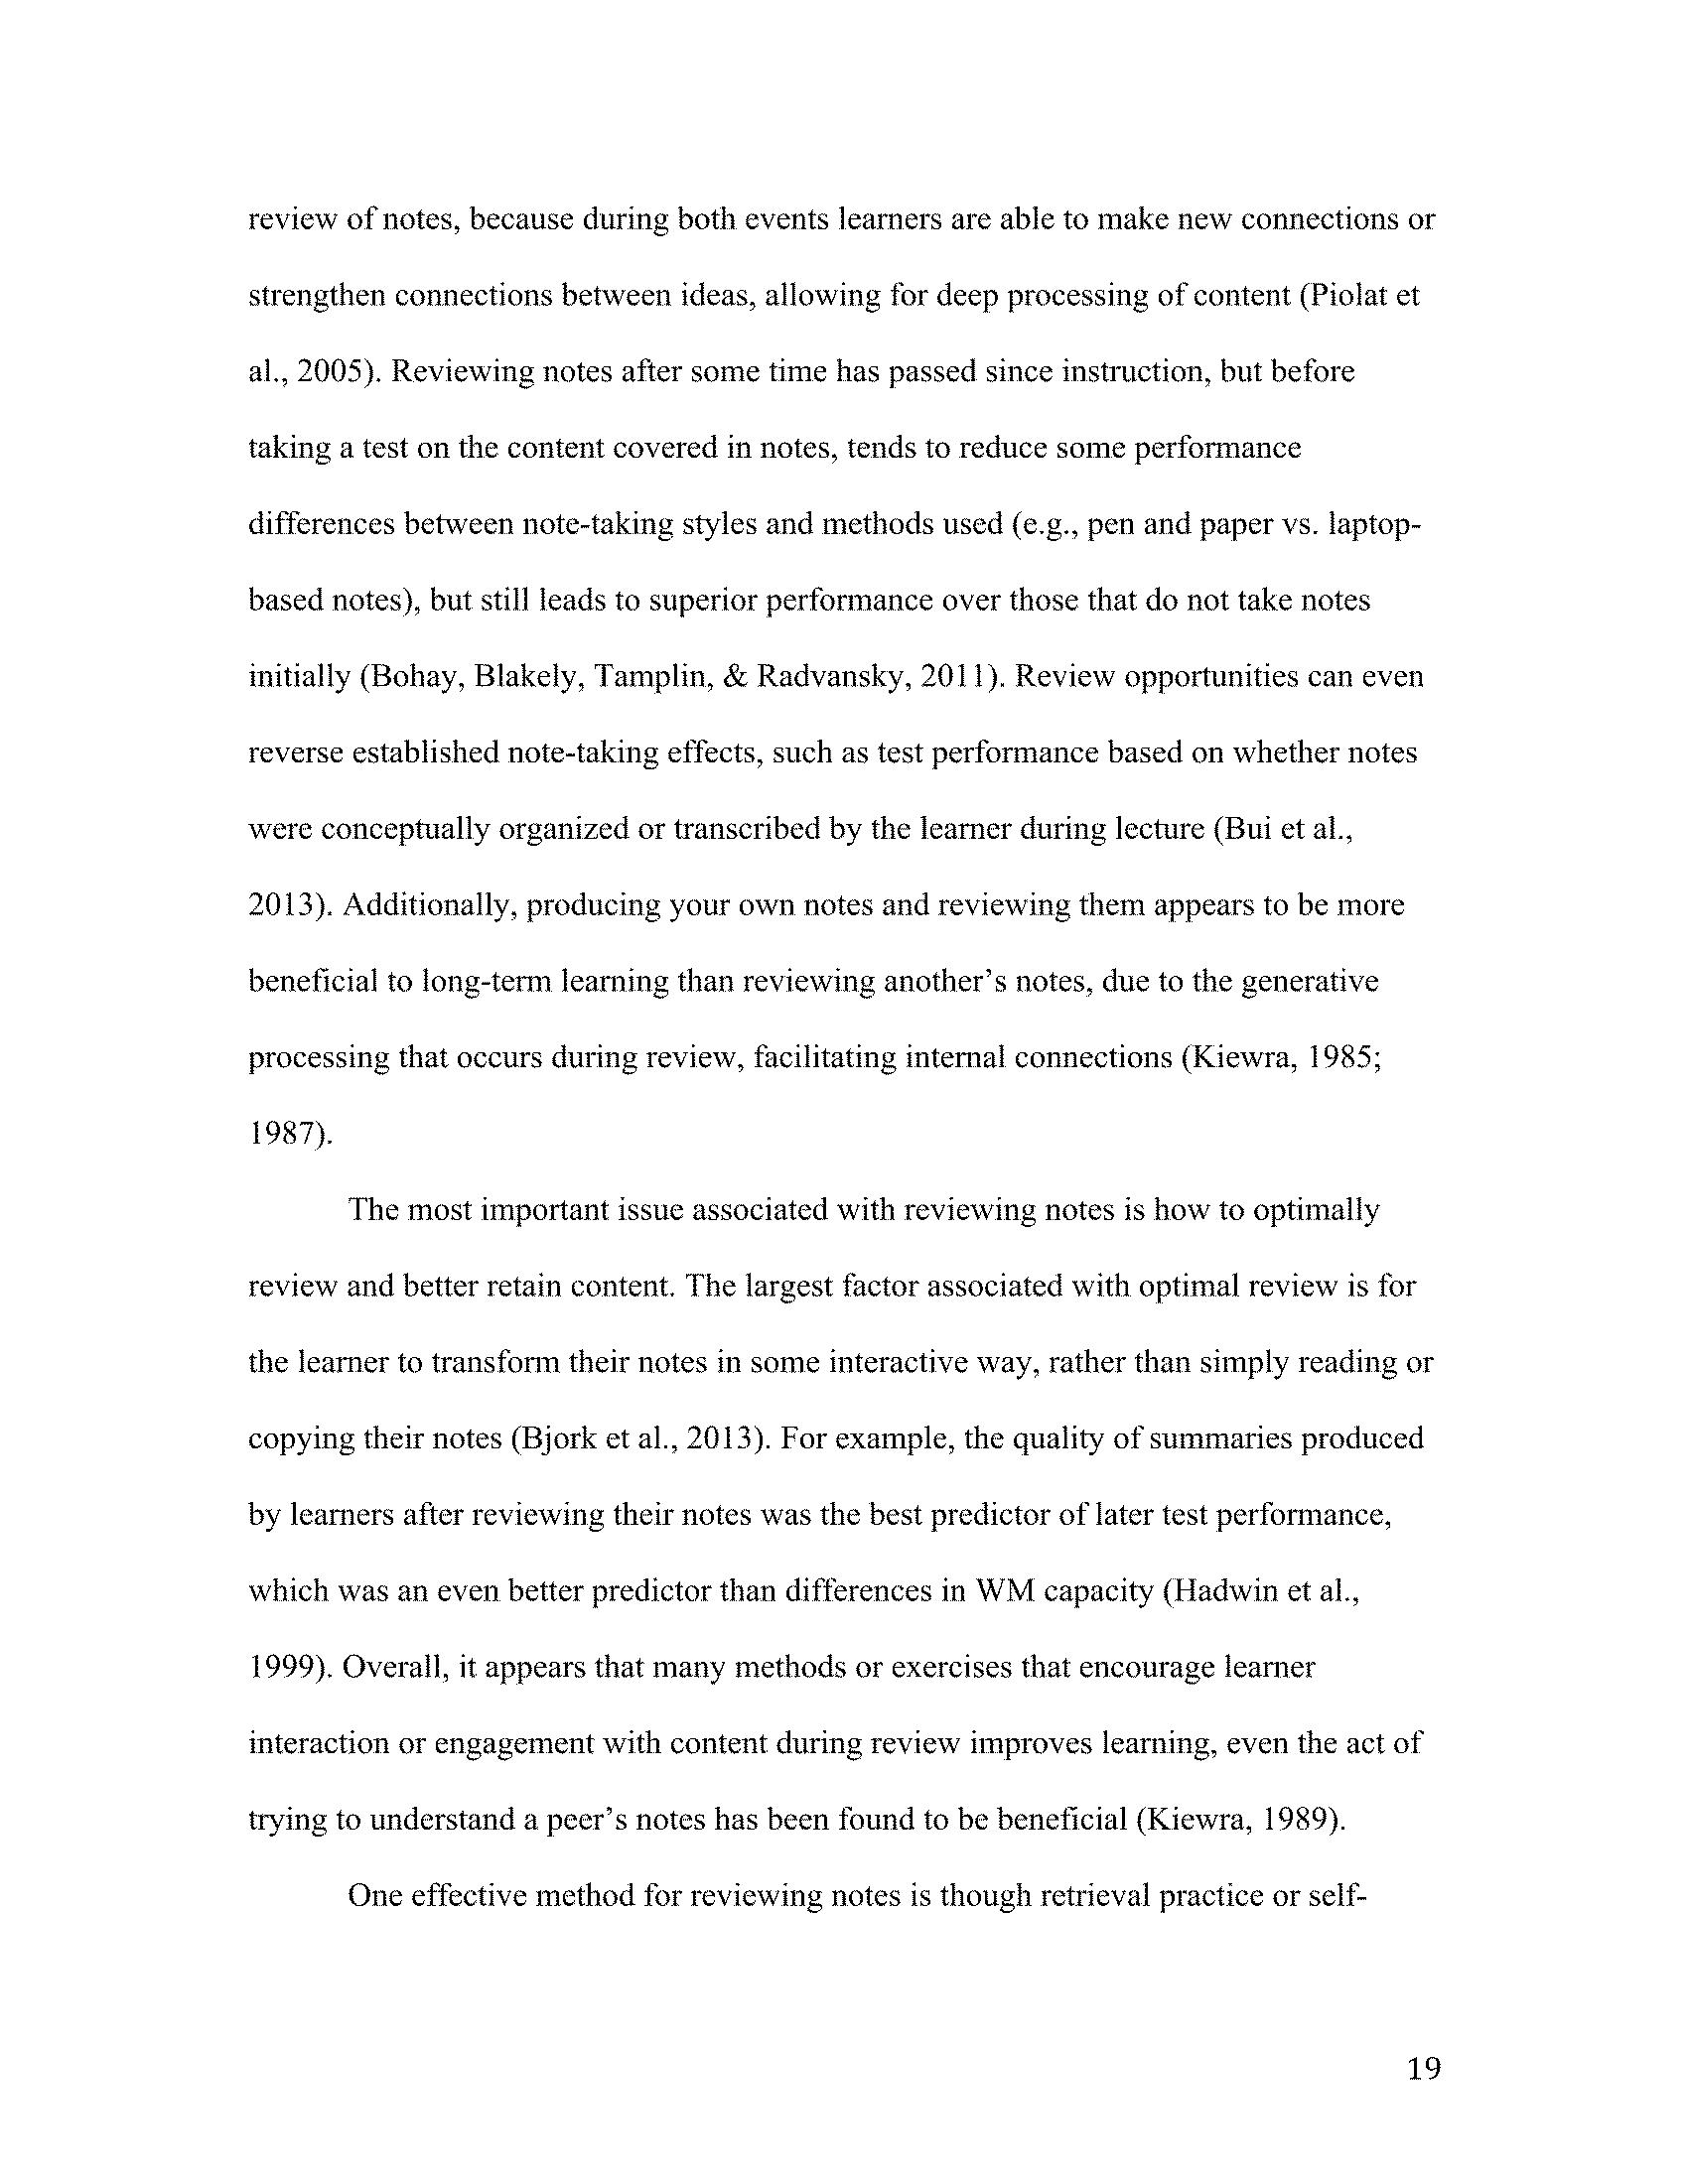 review of notes, because during both events learners are able to make new connections or
strengthen connections between ideas, allowing for deep processing of content (Piolat et
al., 2005). Reviewing notes after some time has passed since instruction, but before
taking a test on the content covered in notes, tends to reduce some performance
differences between note-taking styles and methods used (e.g., pen and paper vs. laptop-
based notes), but still leads to superior performance over those that do not take notes
initially (Bohay, Blakely, Tamplin, & Radvansky, 2011). Review opportunities can even
reverse established note-taking effects, such as test performance based on whether notes
were conceptually organized or transcribed by the learner during lecture (Bui et al.,
2013). Additionally, producing your own notes and reviewing them appears to be more
beneficial to long-term learning than reviewing another’s notes, due to the generative
processing that occurs during review, facilitating internal connections (Kiewra, 1985;
1987).
The most important issue associated with reviewing notes is how to optimally
review and better retain content. The largest factor associated with optimal review is for
the learner to transform their notes in some interactive way, rather than simply reading or
copying their notes (Bjork et al., 2013). For example, the quality of summaries produced
by learners after reviewing their notes was the best predictor of later test performance,
which was an even better predictor than differences in WM capacity (Hadwin et al.,
1999). Overall, it appears that many methods or exercises that encourage learner
interaction or engagement with content during review improves learning, even the act of
trying to understand a peer’s notes has been found to be beneficial (Kiewra, 1989).
One effective method for reviewing notes is though retrieval practice or self-
19